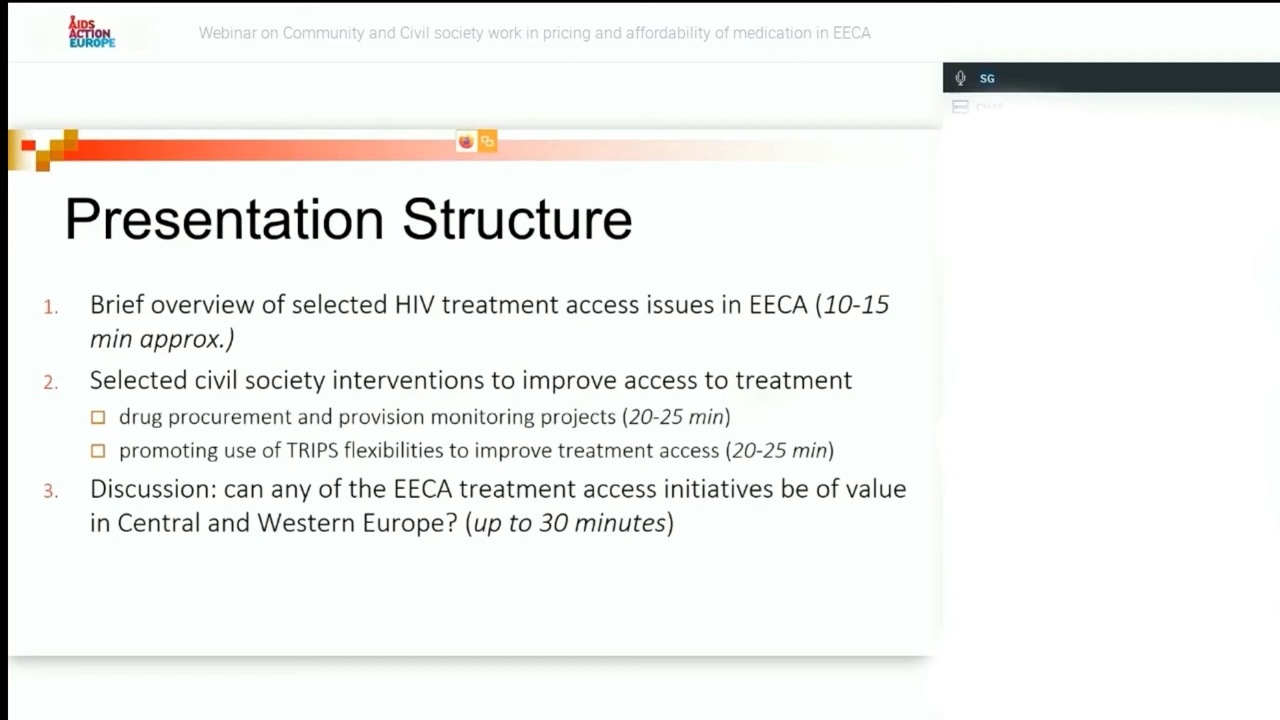 AIDS
ACTION
EUROPE
Webinar on Community and Civil society work in pricing and affordability of medication in EECA
SG
CHAT
Presentation Structure
1. Brief overview of selected HIV treatment access issues in EECA (10-15
min approx.)
2. Selected civil society interventions to improve access to treatment
drug procurement and provision monitoring projects (20-25 min)
promoting use of TRIPS flexibilities to improve treatment access (20-25 min)
3. Discussion: can any of the EECA treatment access initiatives be of value
in Central and Western Europe? (up to 30 minutes)